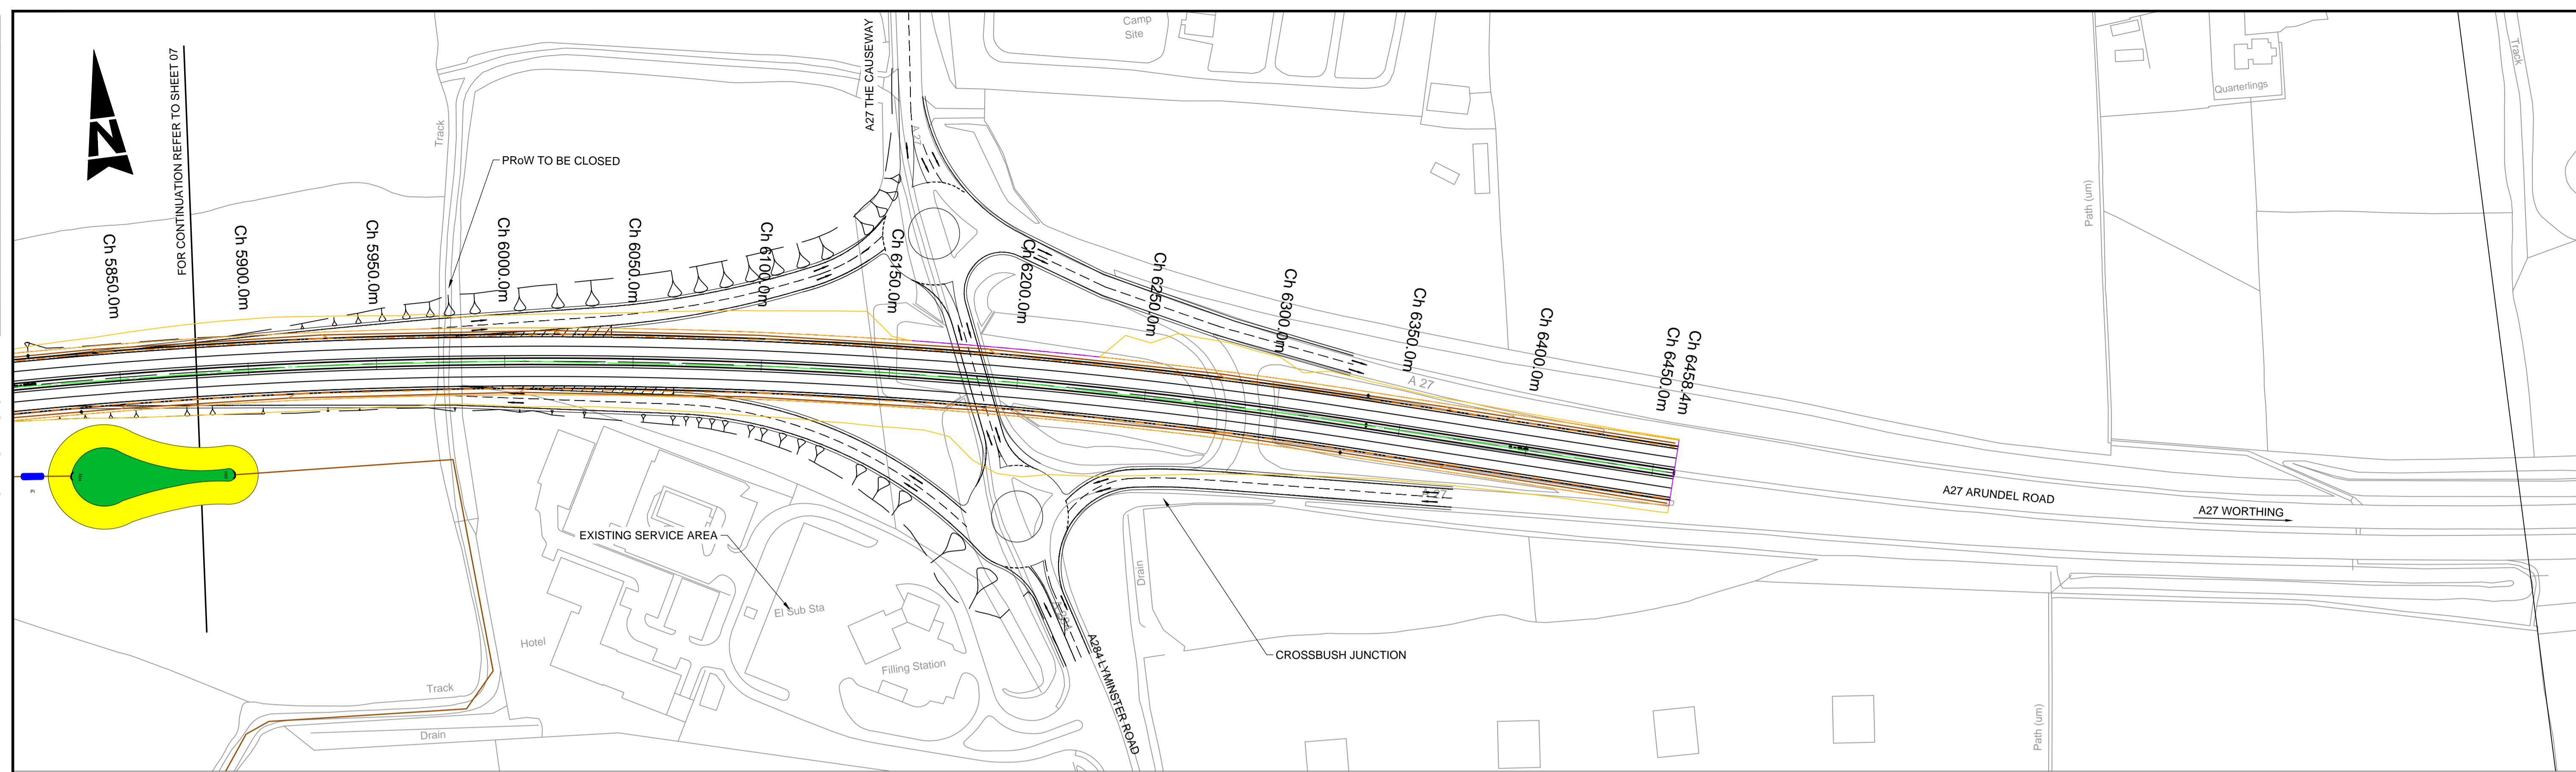 Camp
Site
A27 THE CAUSEWAY
FOR CONTINUATION REFER TO SHEET 07
N
Track
Track
A 27
Quarterlings
PRoW TO BE CLOSED
Path (um)
Ch 5850.0m
Ch 5900.0m
Ch 5950.0m
Ch 6000.0m
Ch 6050.0m
Ch 6100.0m
Ch 6150.0m
Ch 6200.0m
Ch 6250.0m
Ch 6300.0m
Ch 6350.0m
Ch 6400.0m
Ch 6450.0m
Ch 6458.4m
A 27
A 27
A27 ARUNDEL ROAD
A27 WORTHING
EXISTING SERVICE AREA
Drain
El Sub Sta
Hotel
Filling Station
A284 LYMINSTER ROAD
CROSSBUSH JUNCTION
Track
Drain
Path (um)